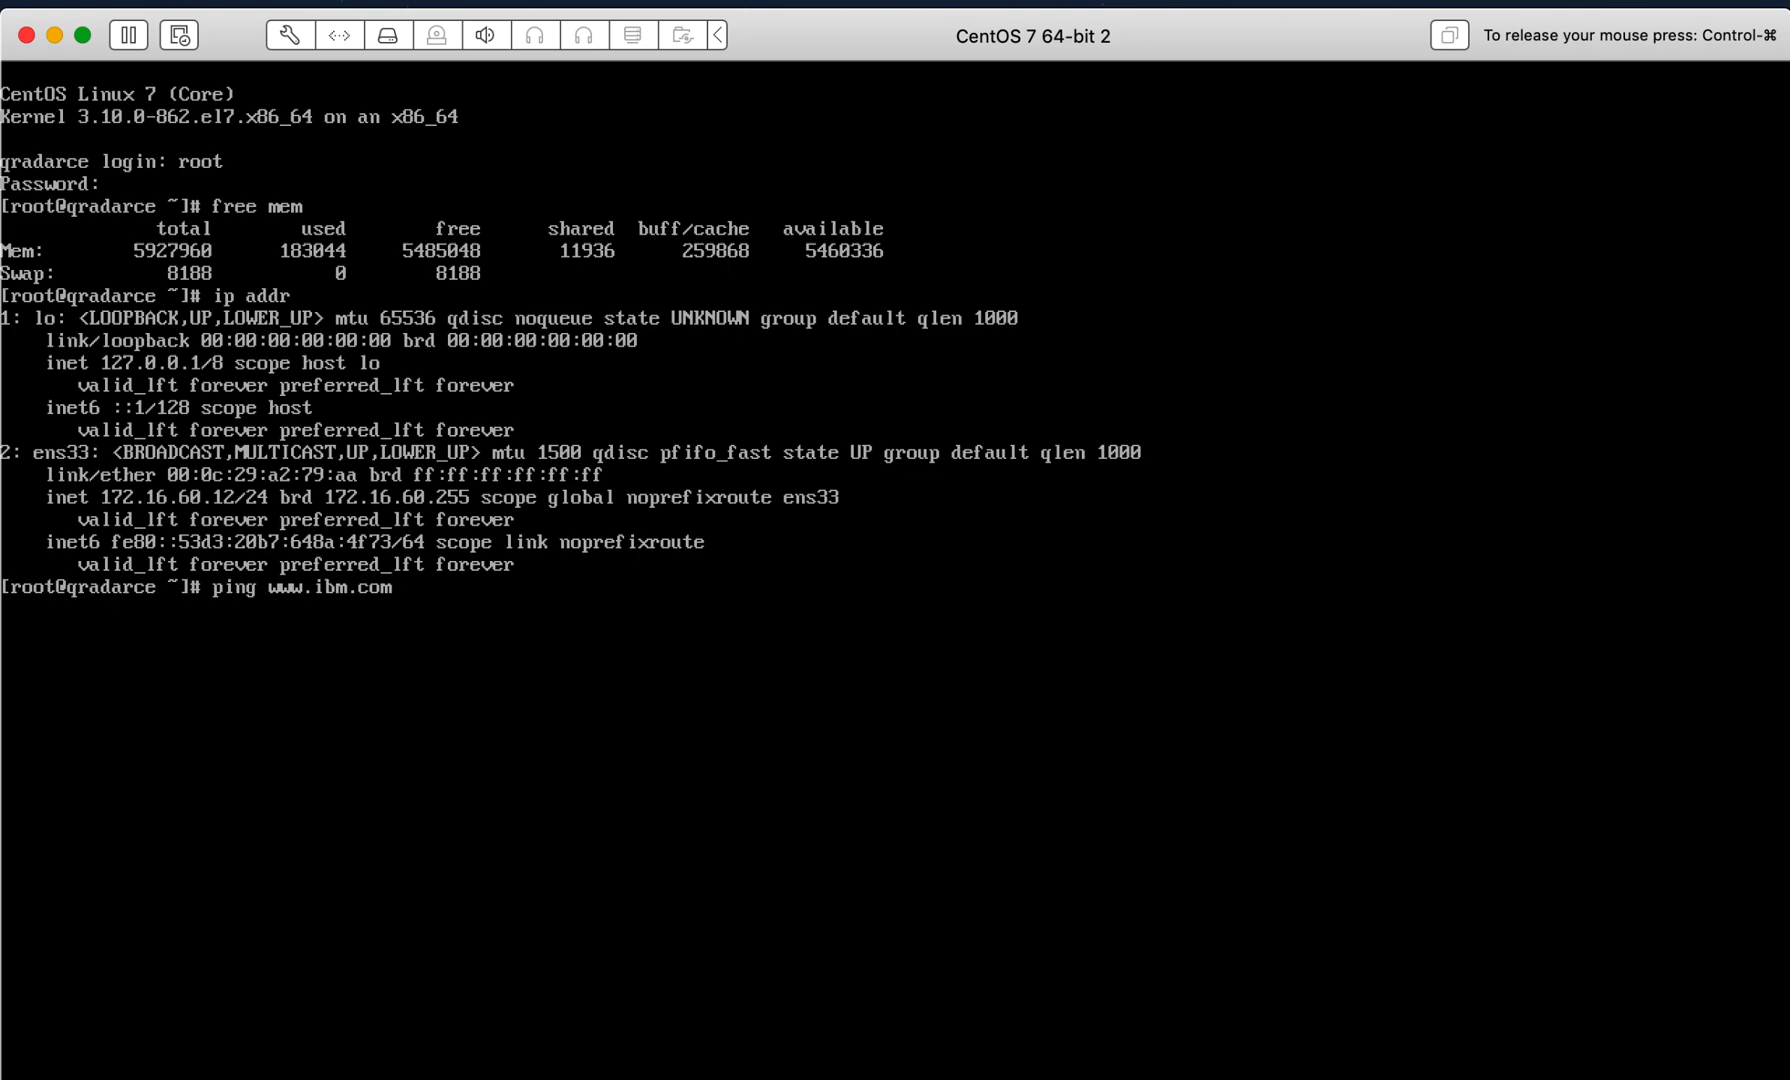 CentOS 7 64-bit 2
To release your mouse press: Control-⌘
CentOS Linux 7 (Core)
Kernel 3.10.0-862.el7.x86_64 on an x86_64
qradarce login: root
Password:
[root@qradarce ~]# free mem
total used free shared buff/cache available
Mem: 5927960 183044 5485048 11936 259868 5460336
Swap: 8188 0 8188
[root@qradarce ~]# ip addr
1: lo: <LOOPBACK,UP,LOWER_UP> mtu 65536 qdisc noqueue state UNKNOWN group default qlen 1000
link/loopback 00:00:00:00:00:00 brd 00:00:00:00:00:00
inet 127.0.0.1/8 scope host lo
valid_lft forever preferred_lft forever
inet6 ::1/128 scope host
valid_lft forever preferred_lft forever
2: ens33: <BROADCAST,MULTICAST,UP,LOWER_UP> mtu 1500 qdisc pfifo_fast state UP group default qlen 1000
link/ether 00:0c:29:a2:79:aa brd ff:ff:ff:ff:ff:ff
inet 172.16.60.12/24 brd 172.16.60.255 scope global noprefixroute ens33
valid_lft forever preferred_lft forever
inet6 fe80::53d3:20b7:648a:4f73/64 scope link noprefixroute
valid_lft forever preferred_lft forever
[root@qradarce ~]# ping www.ibm.com